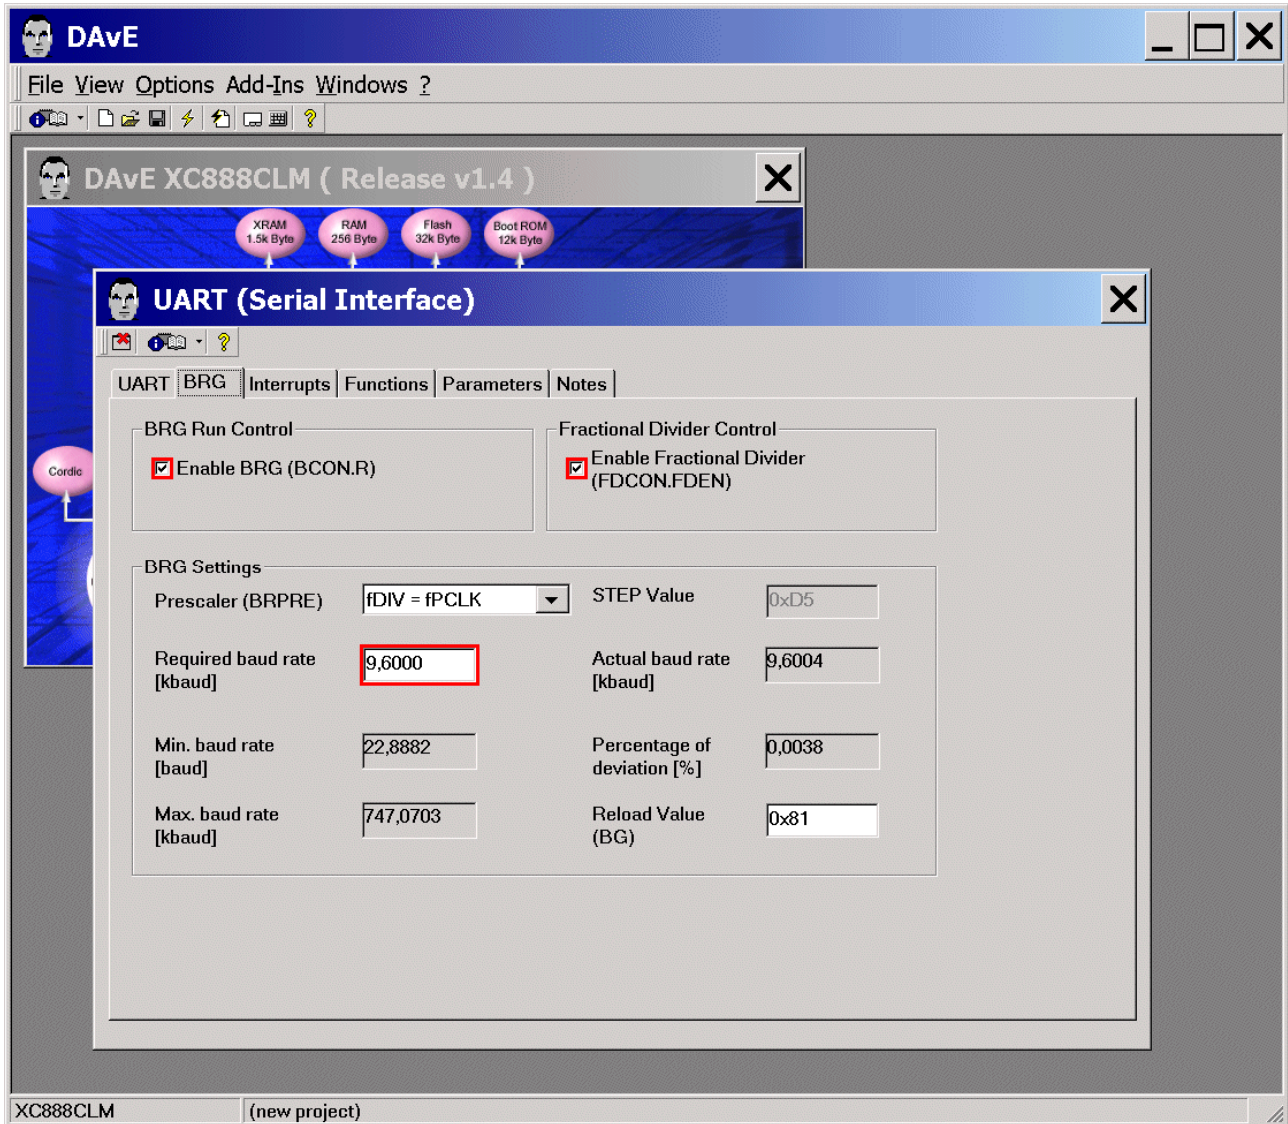 DAvE
File View Options Add-Ins Windows ?
DAvE XC888CLM ( Release v1.4 )
XRAM
1.5k Byte
RAM
256 Byte
Flash
32k Byte
Boot ROM
12k Byte
Cordic
UART (Serial Interface)
UART BRG Interrupts Functions Parameters Notes
BRG Run Control
Enable BRG (BCON.R)
Fractional Divider Control
Enable Fractional Divider
(FDCON.FDEN)
BRG Settings
Prescaler (BRPRE) fDIV = fPCLK
STEP Value 0xD5
Required baud rate
[kbaud]
9,6000
Actual baud rate
[kbaud]
9,6004
Min. baud rate
[baud]
22,8882
Percentage of
deviation [%]
0,0038
Max. baud rate
[kbaud]
747,0703
Reload Value
(BG)
0x81
XC888CLM (new project)